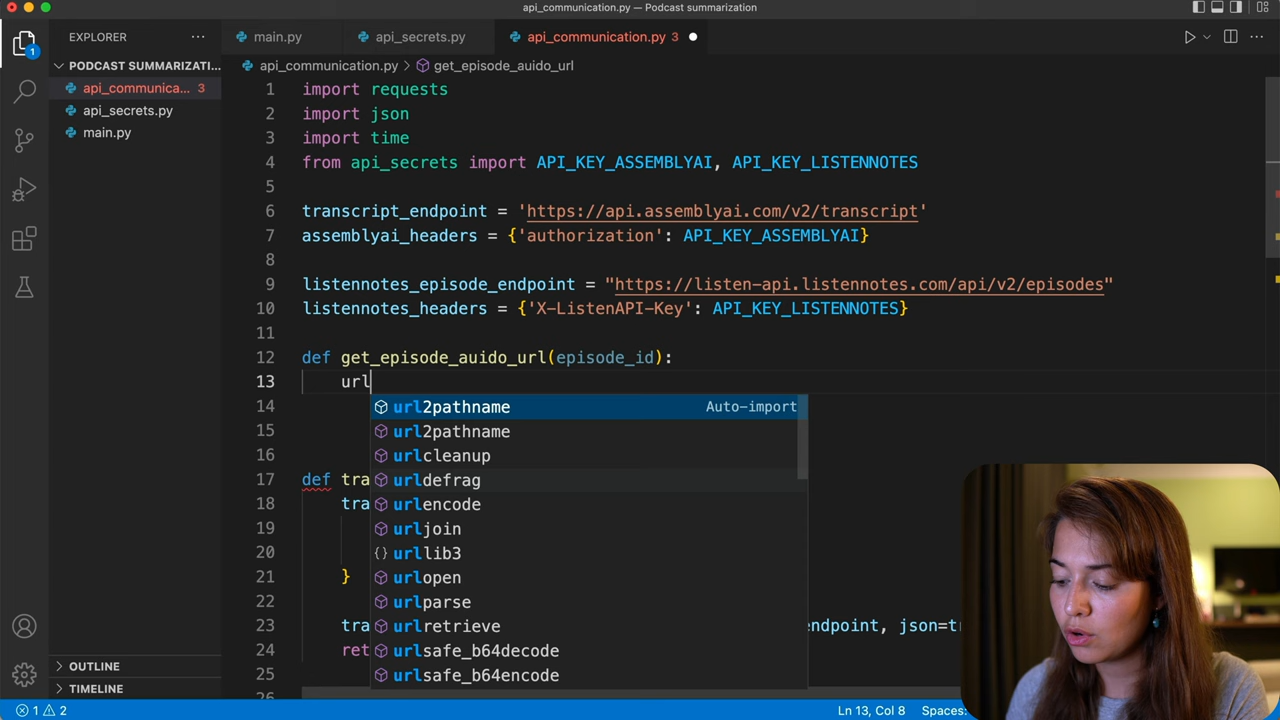 api_communication.py — Podcast summarization
EXPLORER
main.py
api_secrets.py
api_communication.py 3
1
PODCAST SUMMARIZATI...
api_communica... 3
api_secrets.py
main.py
api_communication.py > get_episode_auido_url
1 import requests
2 import json
3 import time
4 from api_secrets import API_KEY_ASSEMBLYAI, API_KEY_LISTENNOTES
5
6 transcript_endpoint = 'https://api.assemblyai.com/v2/transcript'
7 assemblyai_headers = {'authorization': API_KEY_ASSEMBLYAI}
8
9 listennotes_episode_endpoint = "https://listen-api.listennotes.com/api/v2/episodes"
10 listennotes_headers = {'X-ListenAPI-Key': API_KEY_LISTENNOTES}
11
12 def get_episode_auido_url(episode_id):
13 url
14
15
16
17 def tra
18 tra
19
20
21 }
22
23 tra endpoint, json=t
24 ret
25
26
url2pathname Auto-import
url2pathname
urlcleanup
urldefrag
urlencode
urljoin
{} urllib3
urlopen
urlparse
urlretrieve
urlsafe_b64decode
urlsafe_b64encode
OUTLINE
TIMELINE
1 2
Ln 13, Col 8 Spaces: